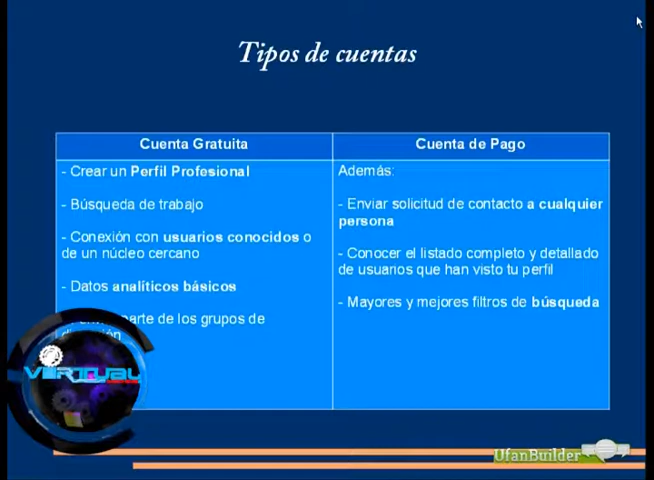 Tipos de cuentas
Cuenta Gratuita
- Crear un Perfil Profesional
- Búsqueda de trabajo
- Conexión con usuarios conocidos o
de un núcleo cercano
- Datos analíticos básicos
parte de los grupos de
Cuenta de Pago
Además:
- Enviar solicitud de contacto a cualquier
persona
- Conocer el listado completo y detallado
de usuarios que han visto tu perfil
- Mayores y mejores filtros de búsqueda
VIRTUAL
UfanBuilder